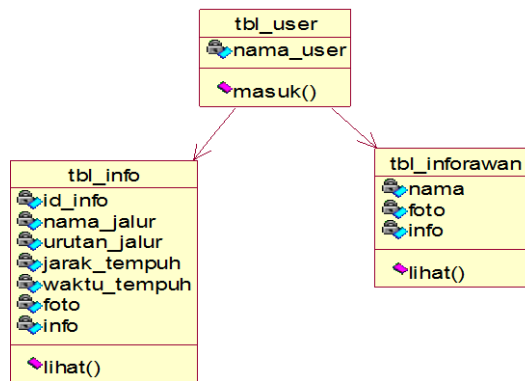 tbl_user
nama_user
masuk()
tbl_info
id_info
nama_jalur
urutan_jalur
jarak_tempuh
waktu_tempuh
foto
info
lihat()
tbl_inforawan
nama
foto
info
lihat()